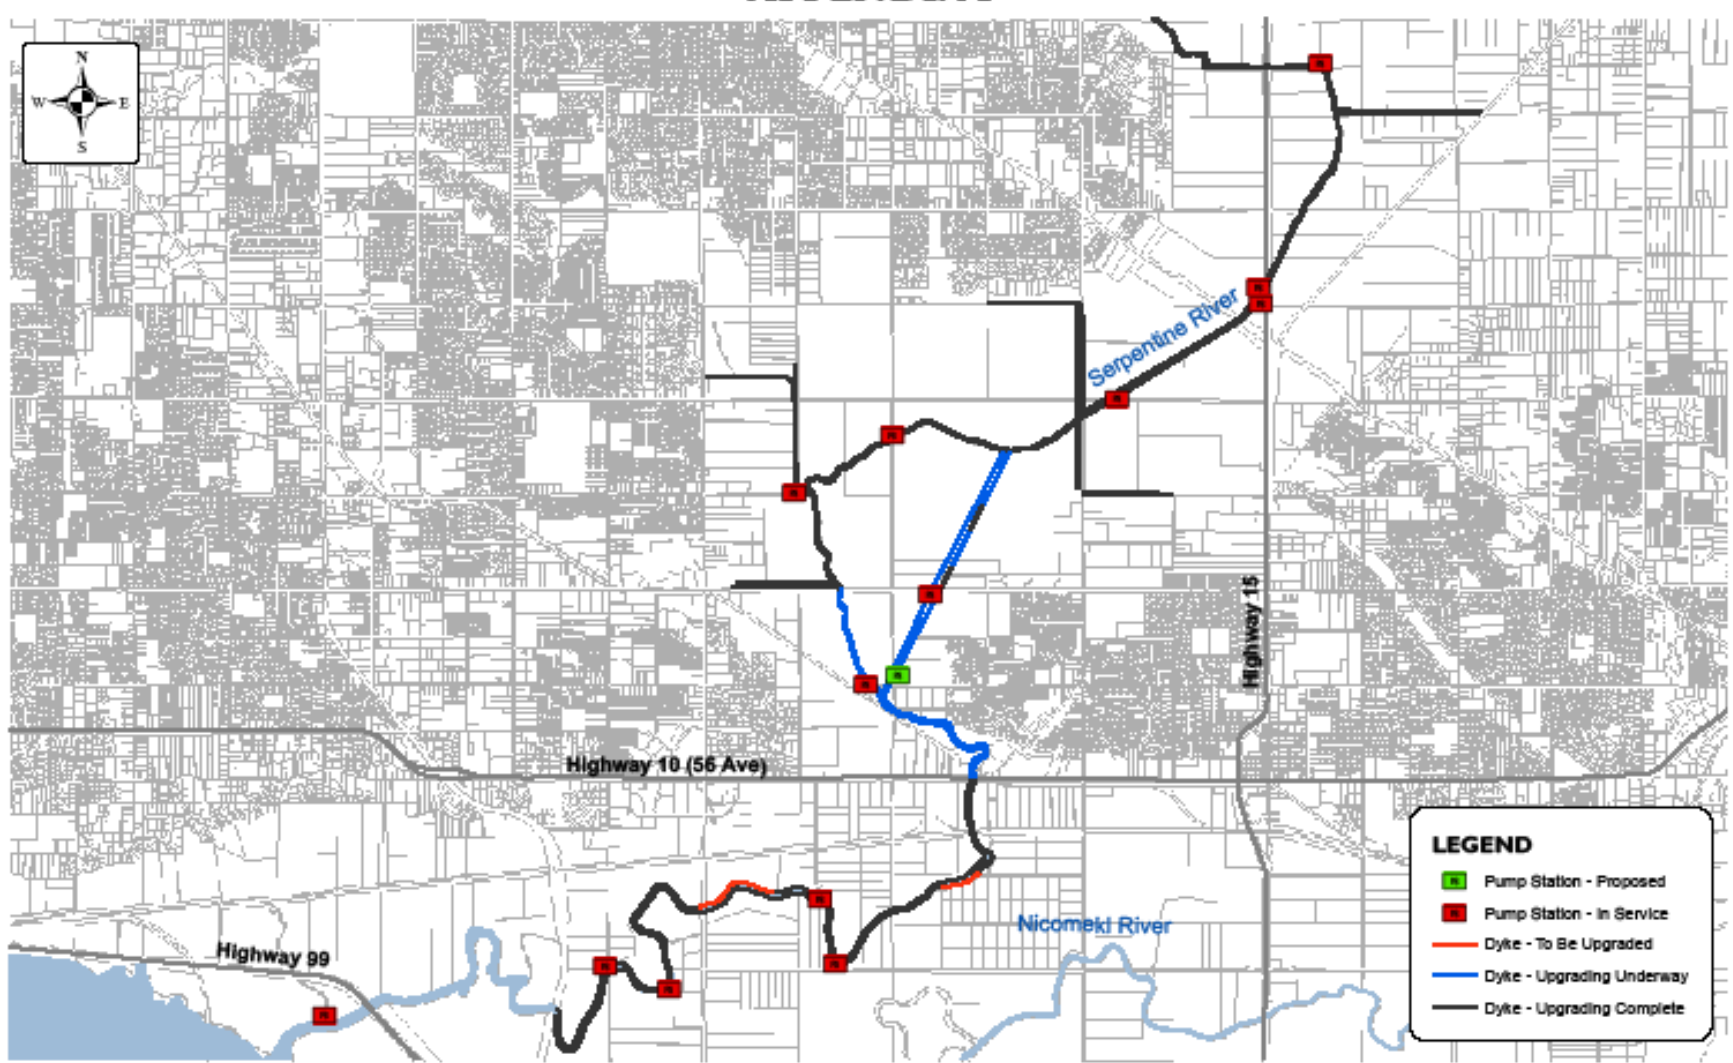 N
W E
S
Serpentine River
Highway 15
Highway 10 (56 Ave)
Nicomekl River
Highway 99
LEGEND
Pump Station - Proposed
Pump Station - In Service
Dyke - To Be Upgraded
Dyke - Upgrading Underway
Dyke - Upgrading Complete